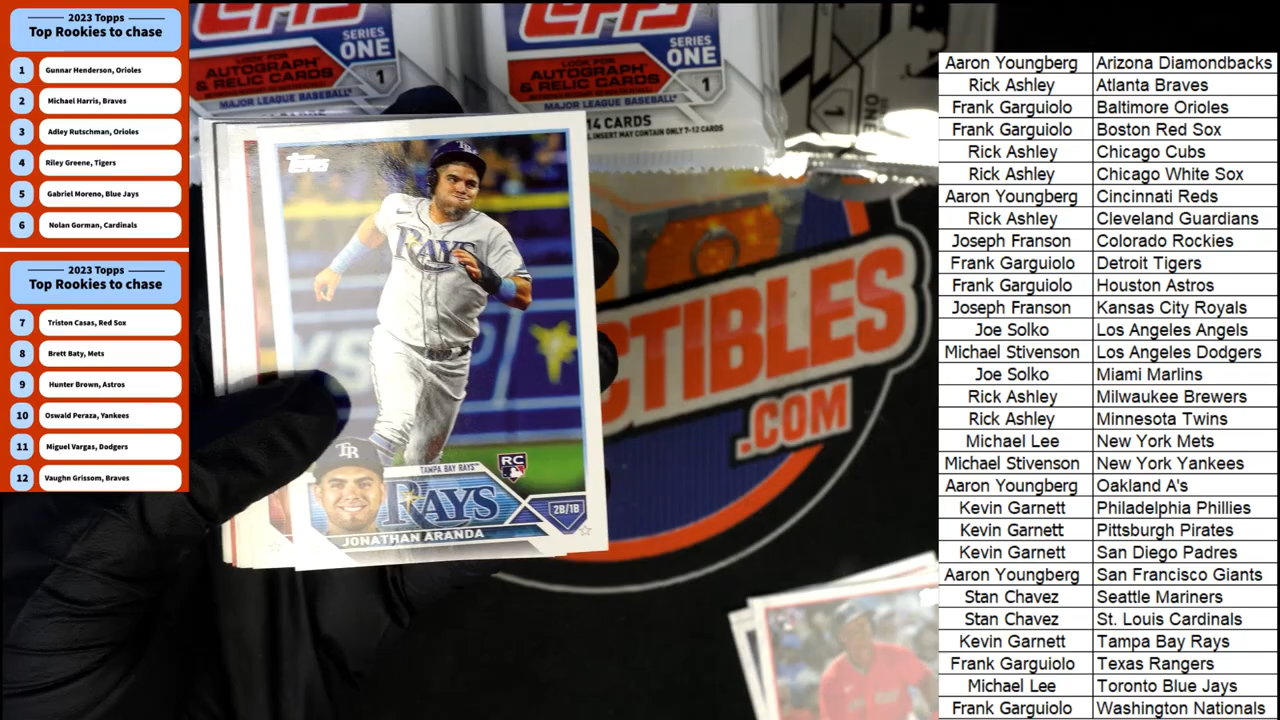 2023 Topps
Top Rookies to chase
1 Gunnar Henderson, Orioles
2 Michael Harris, Braves
3 Adley Rutschman, Orioles
4 Riley Greene, Tigers
5 Gabriel Moreno, Blue Jays
6 Nolan Gorman, Cardinals
2023 Topps
Top Rookies to chase
7 Triston Casas, Red Sox
8 Brett Baty, Mets
9 Hunter Brown, Astros
10 Oswald Peraza, Yankees
11 Miguel Vargas, Dodgers
12 Vaughn Grissom, Braves
SERIES
ONE
LOOK FOR
AUTOGRAPH
& RELIC CARDS
1
MAJOR LEAGUE BASEBALL
SERIES
ONE
LOOK FOR
AUTOGRAPH
& RELIC CARDS
1
MAJOR LEAGUE BASEBALL
14 CARDS
INSERT MAY CONTAIN ONLY 7-12 CARDS
topps
TB
RAYS
TB
TAMPA BAY RAYS
RC
RAYS
2B/1B
JONATHAN ARANDA
CTIBLES
.COM
Aaron Youngberg Arizona Diamondbacks
Rick Ashley Atlanta Braves
Frank Garguiolo Baltimore Orioles
Frank Garguiolo Boston Red Sox
Rick Ashley Chicago Cubs
Rick Ashley Chicago White Sox
Aaron Youngberg Cincinnati Reds
Rick Ashley Cleveland Guardians
Joseph Franson Colorado Rockies
Frank Garguiolo Detroit Tigers
Frank Garguiolo Houston Astros
Joseph Franson Kansas City Royals
Joe Solko Los Angeles Angels
Michael Stivenson Los Angeles Dodgers
Joe Solko Miami Marlins
Rick Ashley Milwaukee Brewers
Rick Ashley Minnesota Twins
Michael Lee New York Mets
Michael Stivenson New York Yankees
Aaron Youngberg Oakland A's
Kevin Garnett Philadelphia Phillies
Kevin Garnett Pittsburgh Pirates
Kevin Garnett San Diego Padres
Aaron Youngberg San Francisco Giants
Stan Chavez Seattle Mariners
Stan Chavez St. Louis Cardinals
Kevin Garnett Tampa Bay Rays
Frank Garguiolo Texas Rangers
Michael Lee Toronto Blue Jays
Frank Garguiolo Washington Nationals